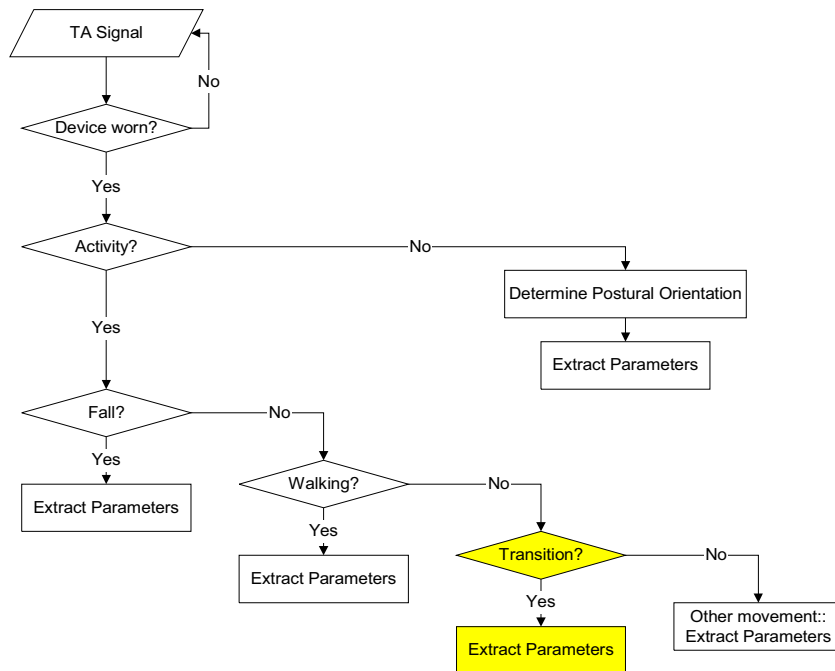 TA Signal
No
Device worn?
Yes
Activity?
No
Determine Postural Orientation
Yes
Extract Parameters
Fall?
No
Yes
Walking?
No
Extract Parameters
Yes
Transition?
No
Extract Parameters
Yes
Other movement::
Extract Parameters
Extract Parameters